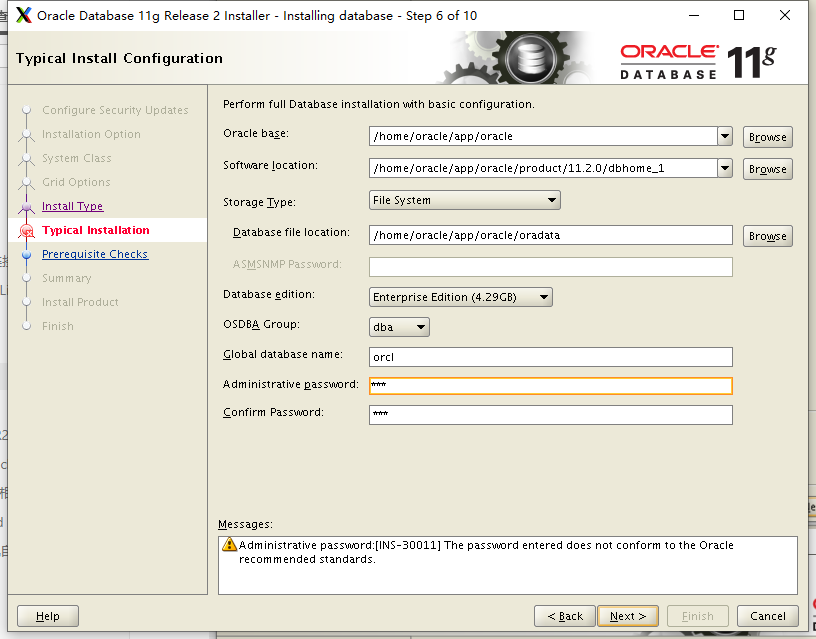 Oracle Database 11g Release 2 Installer - Installing database - Step 6 of 10
Typical Install Configuration
ORACLE
DATABASE
11g
Configure Security Updates
Installation Option
System Class
Grid Options
Install Type
Typical Installation
Prerequisite Checks
Summary
Install Product
Finish
Perform full Database installation with basic configuration.
Oracle base: /home/oracle/app/oracle Browse
Software location: /home/oracle/app/oracle/product/11.2.0/dbhome_1 Browse
Storage Type: File System
Database file location: /home/oracle/app/oracle/oradata Browse
ASMSNMP Password:
Database edition: Enterprise Edition (4.29GB)
OSDBA Group: dba
Global database name: orcl
Administrative password: ***
Confirm Password: ***
Messages:
Administrative password:[INS-30011] The password entered does not conform to the Oracle
recommended standards.
Help < Back Next > Finish Cancel